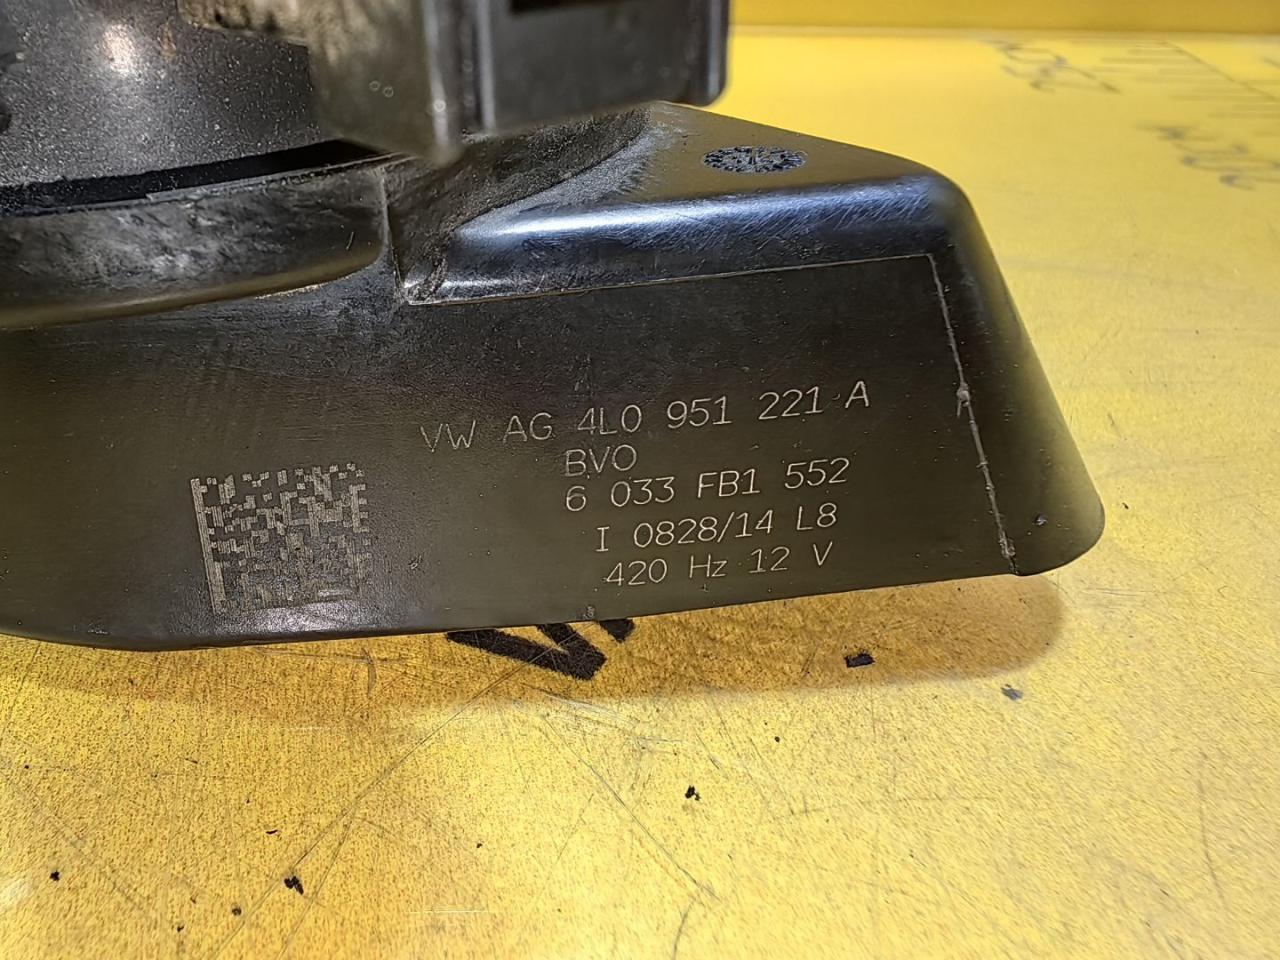 VW AG 4L0 951 221 A
BVO
6 033 FB1 552
I 0828/14 L8
420 Hz 12 V